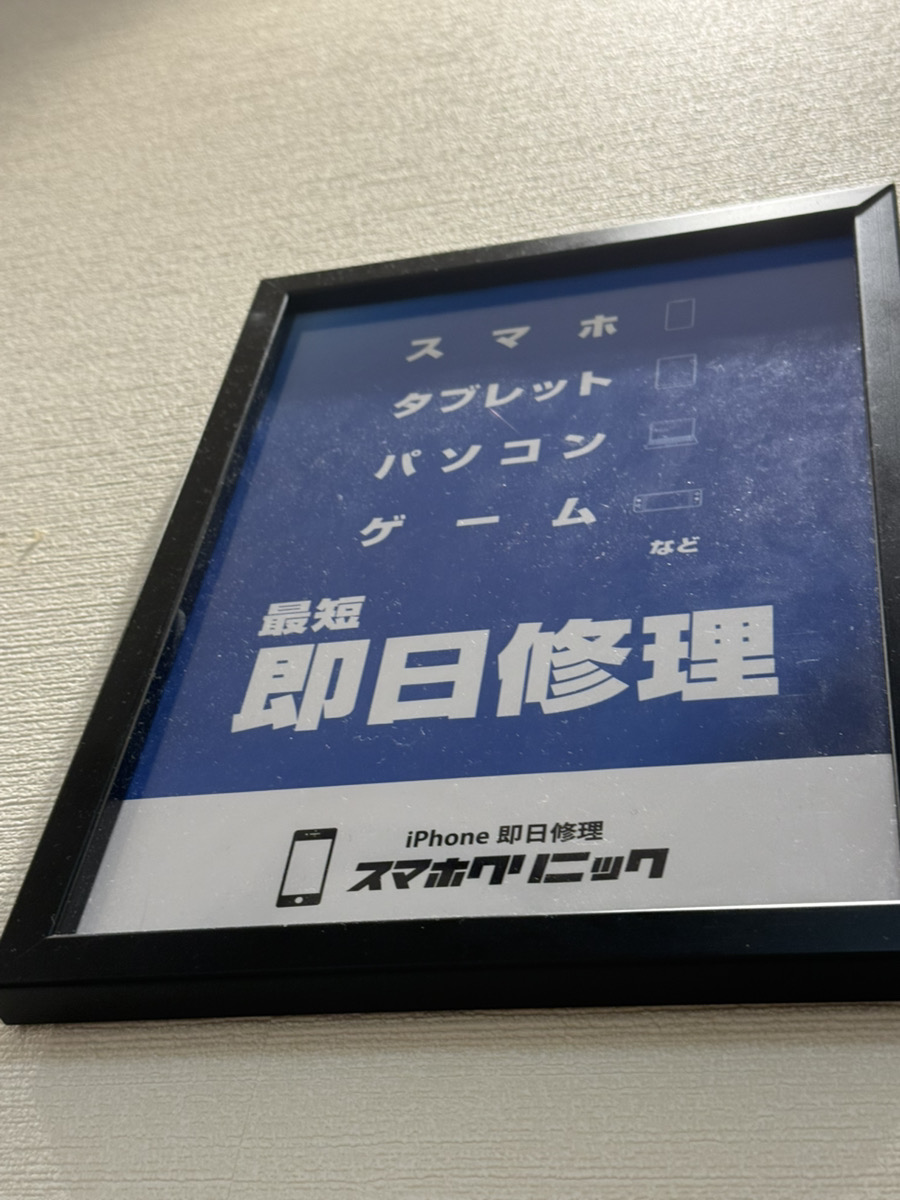 スマホ
タブレット
パソコン
ゲーム
など
最短
即日修理
iPhone 即日修理
スマホクリニック